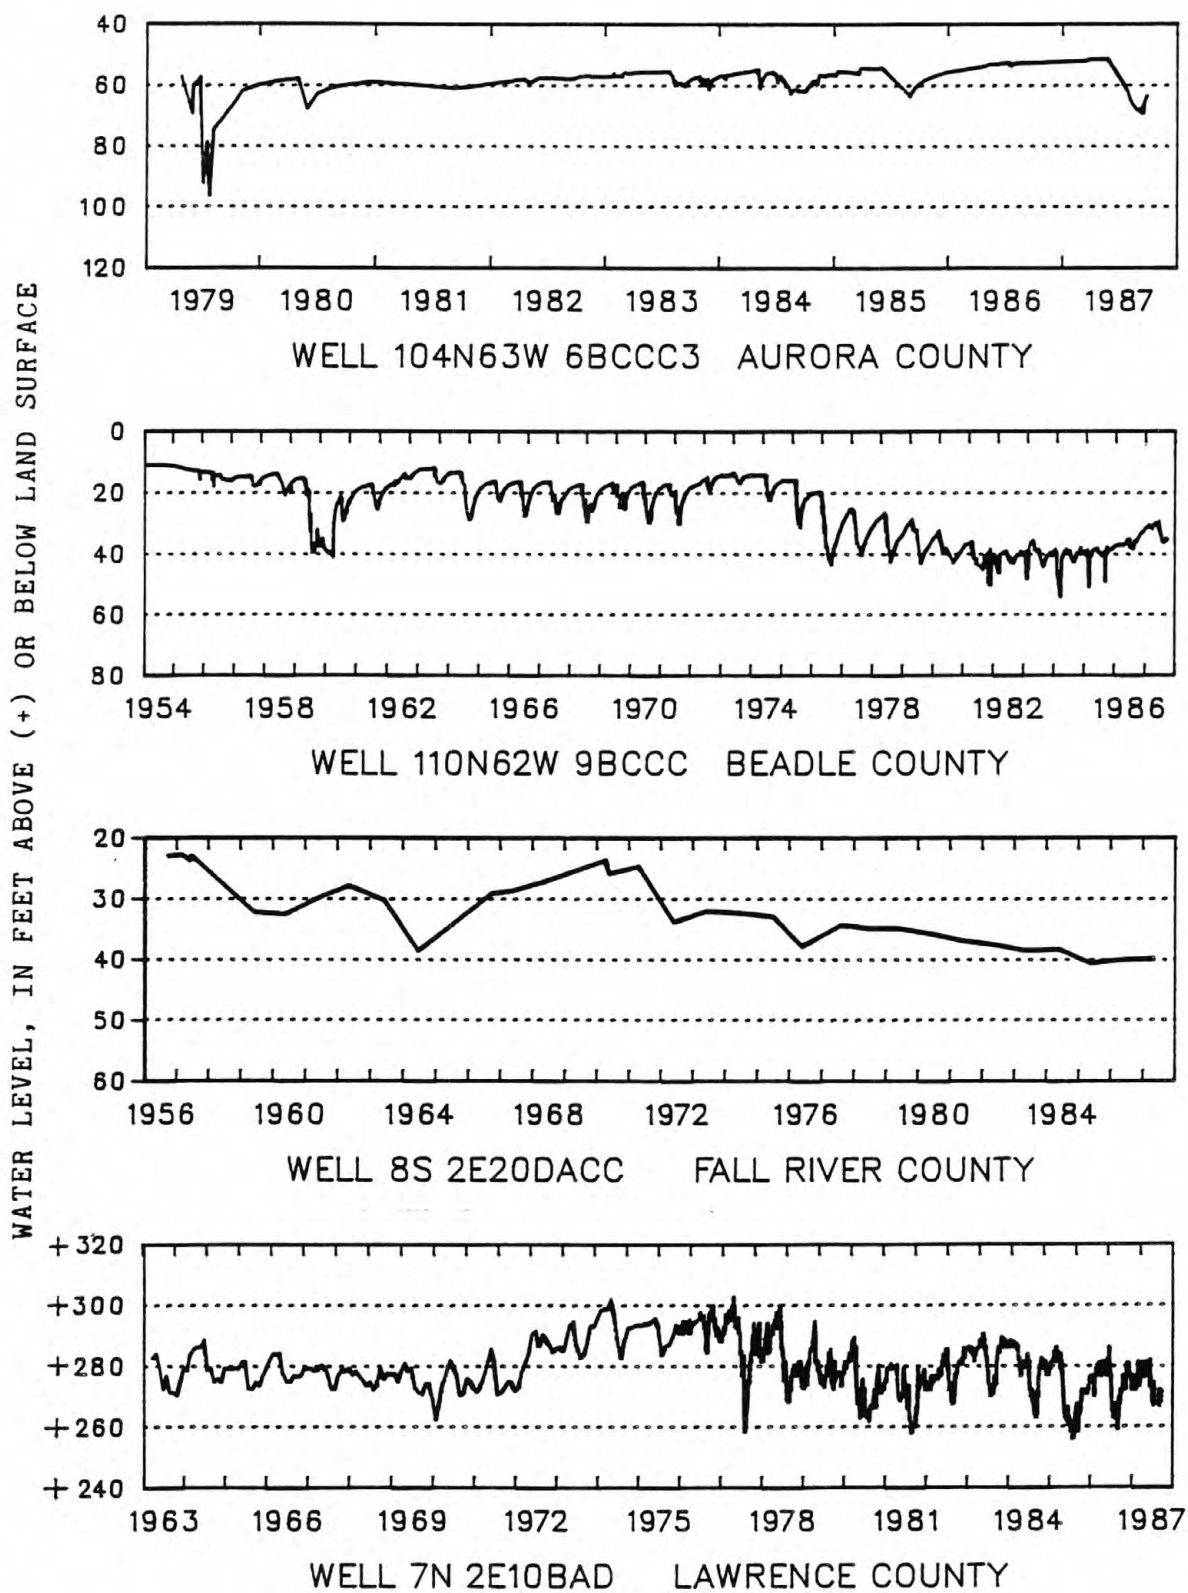 WATER LEVEL, IN FEET ABOVE (+) OR BELOW LAND SURFACE
40
60
80
100
120
1979 1980 1981 1982 1983 1984 1985 1986 1987
WELL 104N63W 6BCCC3 AURORA COUNTY
0
20
40
60
80
1954 1958 1962 1966 1970 1974 1978 1982 1986
WELL 110N62W 9BCCC BEADLE COUNTY
20
30
40
50
60
1956 1960 1964 1968 1972 1976 1980 1984
WELL 8S 2E20DACC FALL RIVER COUNTY
+320
+300
+280
+260
+240
1963 1966 1969 1972 1975 1978 1981 1984 1987
WELL 7N 2E10BAD LAWRENCE COUNTY